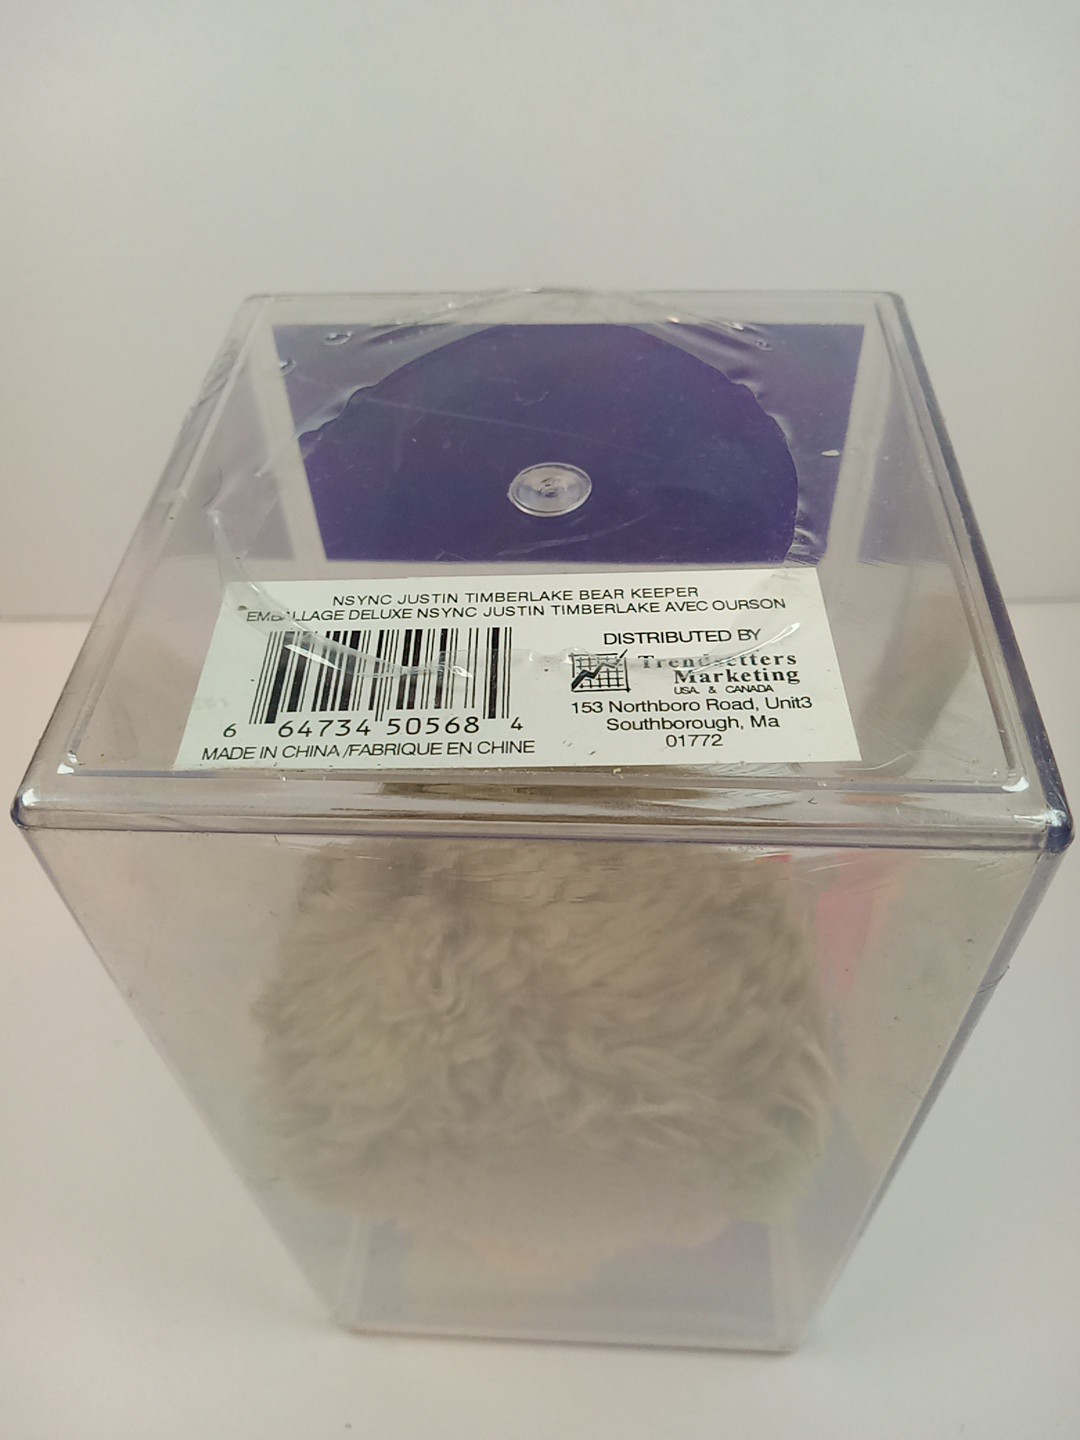 NSYNC JUSTIN TIMBERLAKE BEAR KEEPER
EMBALLAGE DELUXE NSYNC JUSTIN TIMBERLAKE AVEC OURSON
DISTRIBUTED BY
Trendsetters
Marketing
USA. & CANADA
153 Northboro Road, Unit3
Southborough, Ma
01772
6 64734 50568 4
MADE IN CHINA /FABRIQUE EN CHINE